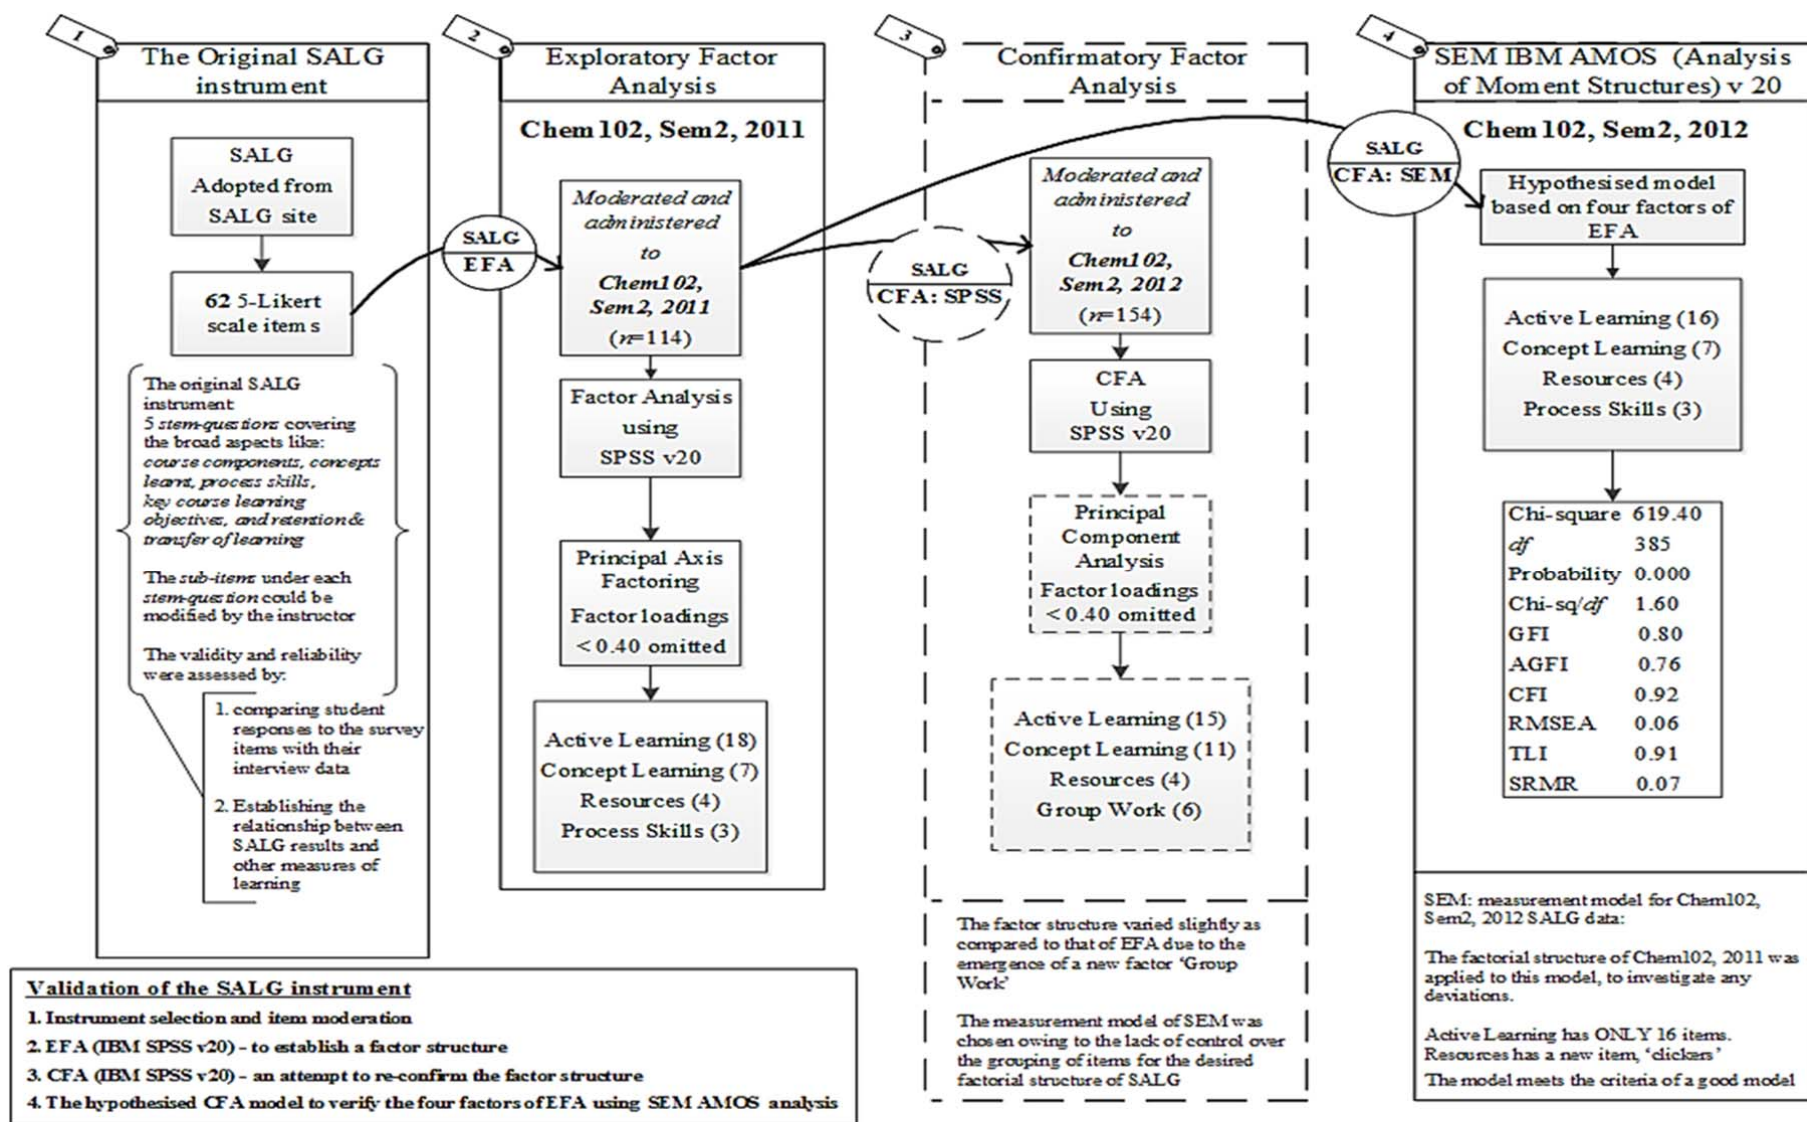 1
The Original SALG
instrument
SALG
Adopted from
SALG site
62 5-Likert
scale items
The original SALG
instrument
5 stem-questions covering
the broad aspects like:
course components, concepts
learnt, process skills,
key course learning
objectives, and retention &
transfer of learning
The sub-items under each
stem-question could be
modified by the instructor
The validity and reliability
were assessed by:
1. comparing student
responses to the survey
items with their
interview data
2. Establishing the
relationship between
SALG results and
other measures of
learning
2
Exploratory Factor
Analysis
Chem102, Sem2, 2011
SALG
EFA
Moderated and
administered
to
Chem102,
Sem2, 2011
(n=114)
Factor Analysis
using
SPSS v20
Principal Axis
Factoring
Factor loadings
< 0.40 omitted
Active Learning (18)
Concept Learning (7)
Resources (4)
Process Skills (3)
3
Confirmatory Factor
Analysis
SALG
CFA: SPSS
Moderated and
administered
to
Chem102,
Sem2, 2012
(n=154)
CFA
Using
SPSS v20
Principal
Component
Analysis
Factor loadings
< 0.40 omitted
Active Learning (15)
Concept Learning (11)
Resources (4)
Group Work (6)
The factor structure varied slightly as
compared to that of EFA due to the
emergence of a new factor ‘Group
Work’
The measurement model of SEM was
chosen owing to the lack of control over
the grouping of items for the desired
factorial structure of SALG
4
SEM IBM AMOS (Analysis
of Moment Structures) v 20
Chem102, Sem2, 2012
SALG
CFA: SEM
Hypothesised model
based on four factors of
EFA
Active Learning (16)
Concept Learning (7)
Resources (4)
Process Skills (3)
Chi-square 619.40
df 385
Probability 0.000
Chi-sq/df 1.60
GFI 0.80
AGFI 0.76
CFI 0.92
RMSEA 0.06
TLI 0.91
SRMR 0.07
SEM: measurement model for Chem102,
Sem2, 2012 SALG data:
The factorial structure of Chem102, 2011 was
applied to this model, to investigate any
deviations.
Active Learning has ONLY 16 items.
Resources has a new item, ‘clickers’
The model meets the criteria of a good model
Validation of the SALG instrument
1. Instrument selection and item moderation
2. EFA (IBM SPSS v20) - to establish a factor structure
3. CFA (IBM SPSS v20) - an attempt to re-confirm the factor structure
4. The hypothesised CFA model to verify the four factors of EFA using SEM AMOS analysis